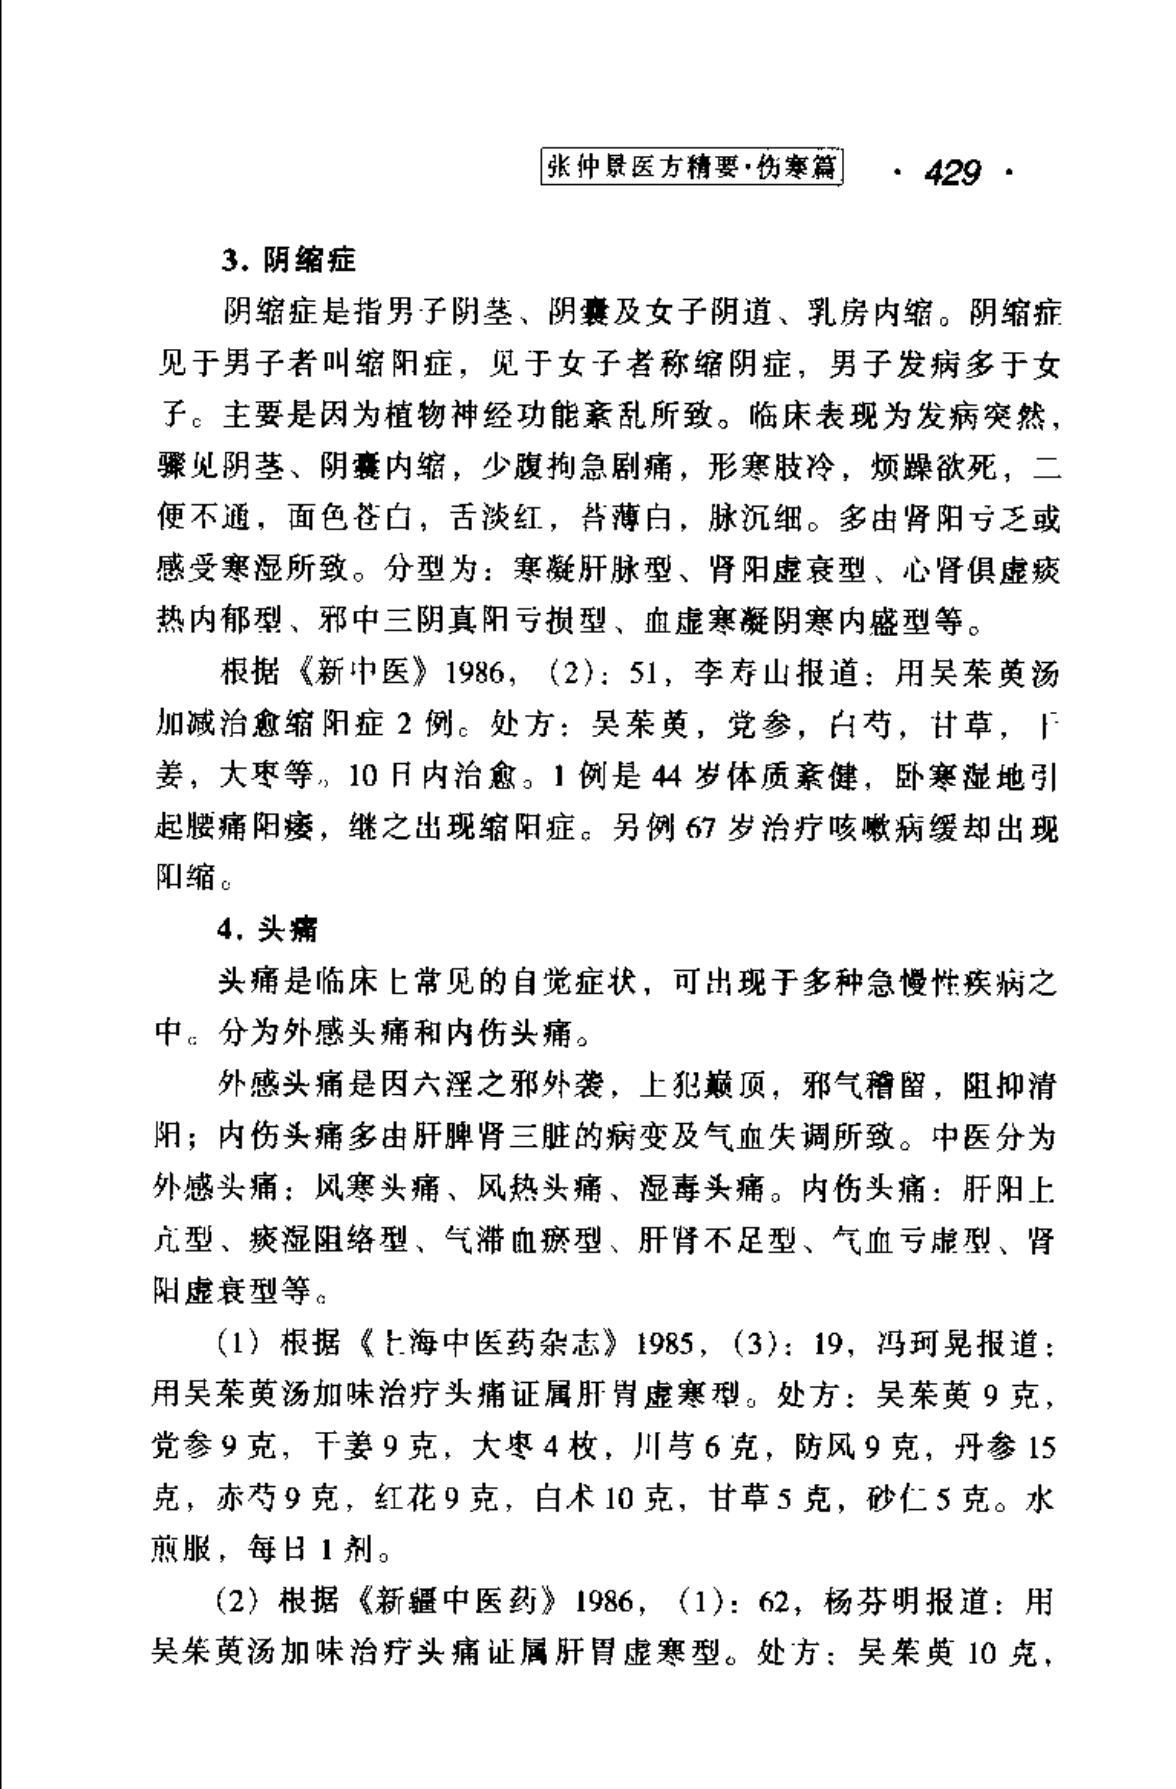 张仲景医方精要·伤寒篇 · 429 ·
3. 阴缩症
阴缩症是指男子阴茎、阴囊及女子阴道、乳房内缩。阴缩症
见于男子者叫缩阳症，见于女子者称缩阴症，男子发病多于女
子。主要是因为植物神经功能紊乱所致。临床表现为发病突然，
骤见阴茎、阴囊内缩，少腹拘急剧痛，形寒肢冷，烦躁欲死，二
便不通，面色苍白，舌淡红，苔薄白，脉沉细。多由肾阳亏乏或
感受寒湿所致。分型为：寒凝肝脉型、肾阳虚衰型、心肾俱虚痰
热内郁型、邪中三阴真阳亏损型、血虚寒凝阴寒内盛型等。
根据《新中医》1986，（2）：51，李寿山报道：用吴茱萸汤
加减治愈缩阳症 2 例。处方：吴茱萸，党参，白芍，甘草，干
姜，大枣等。10 日内治愈。1 例是 44 岁体质素健，卧寒湿地引
起腰痛阳痿，继之出现缩阳症。另例 67 岁治疗咳嗽病缓却出现
阳缩。
4. 头痛
头痛是临床上常见的自觉症状，可出现于多种急慢性疾病之
中。分为外感头痛和内伤头痛。
外感头痛是因六淫之邪外袭，上犯巅顶，邪气稽留，阻抑清
阳；内伤头痛多由肝脾肾三脏的病变及气血失调所致。中医分为
外感头痛：风寒头痛、风热头痛、湿毒头痛。内伤头痛：肝阳上
亢型、痰湿阻络型、气滞血瘀型、肝肾不足型、气血亏虚型、肾
阳虚衰型等。
（1）根据《上海中医药杂志》1985，（3）：19，冯珂晃报道：
用吴茱萸汤加味治疗头痛证属肝胃虚寒型。处方：吴茱萸 9 克，
党参 9 克，干姜 9 克，大枣 4 枚，川芎 6 克，防风 9 克，丹参 15
克，赤芍 9 克，红花 9 克，白术 10 克，甘草 5 克，砂仁 5 克。水
煎服，每日 1 剂。
（2）根据《新疆中医药》1986，（1）：62，杨芬明报道：用
吴茱萸汤加味治疗头痛证属肝胃虚寒型。处方：吴茱萸 10 克，